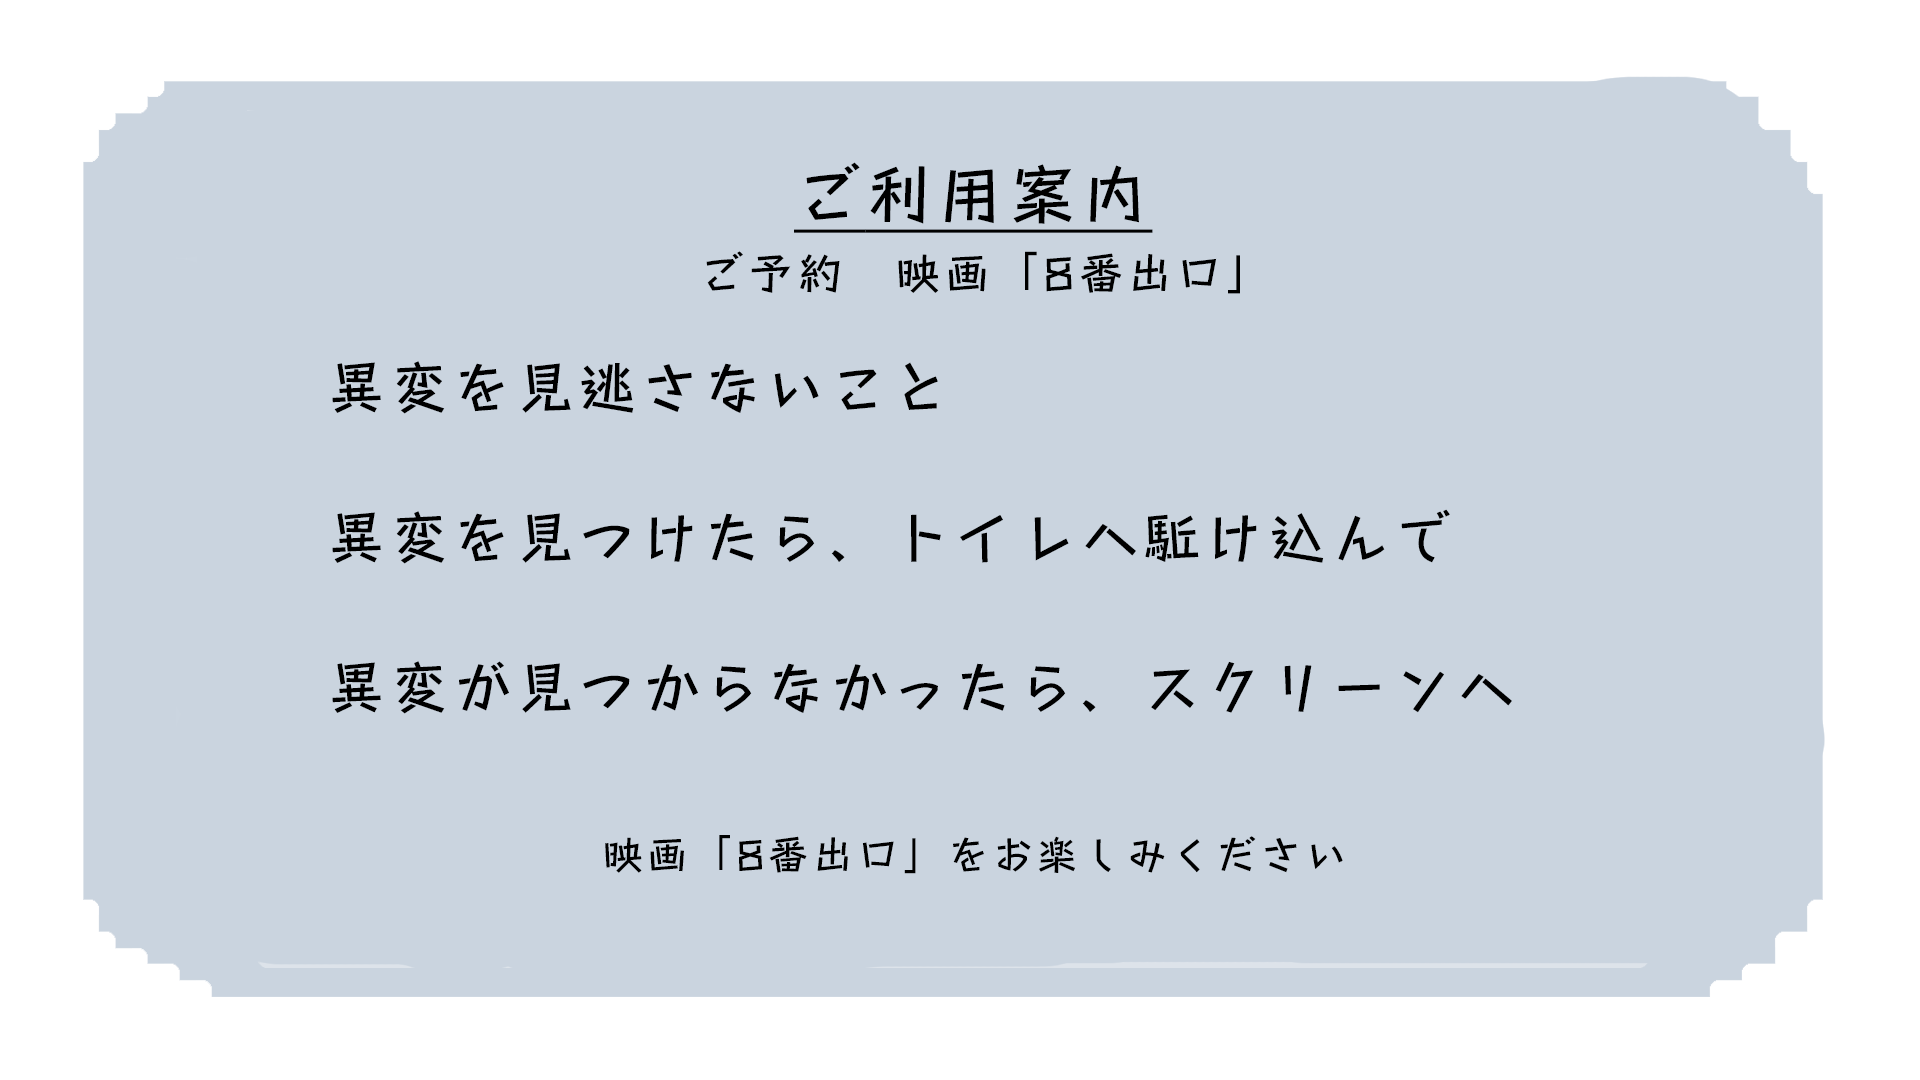 ご利用案内
ご予約　映画「8番出口」
異変を見逃さないこと
異変を見つけたら、トイレへ駈け込んで
異変が見つからなかったら、スクリーンへ
映画「8番出口」をお楽しみください